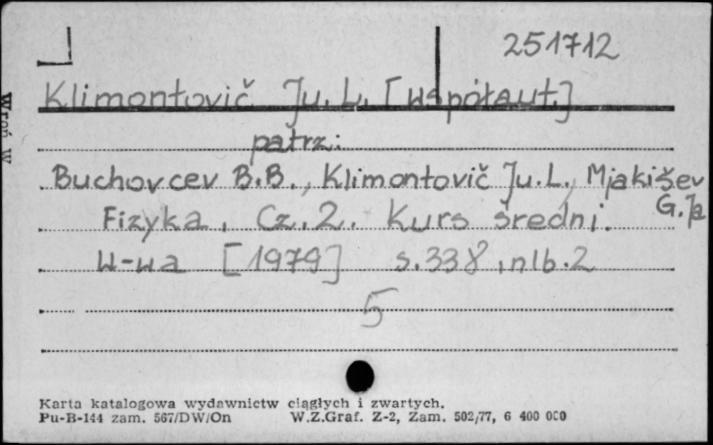 251712
Klimontovič Ju. L. [współaut.]
patrz:
Buchovcev B.B., Klimontovič Ju.L., Mjakišev
G.Ja
Fizyka. Cz. 2. Kurs średni.
W-wa [1979] s.338, nlb.2
5
Karta katalogowa wydawnictw ciągłych i zwartych.
Pu-B-144 zam. 567/DW/On W.Z.Graf. Z-2, Zam. 502/77, 6 400 000